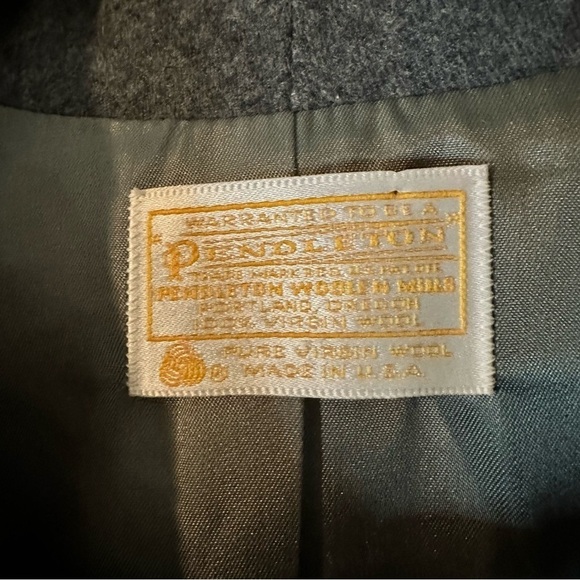 WARRANTED TO BE A
"PENDLETON"
TRADE MARK REG. U.S. PAT. OFF.
PENDLETON WOOLEN MILLS
PORTLAND, OREGON
100% VIRGIN WOOL
PURE VIRGIN WOOL
® MADE IN U.S.A.